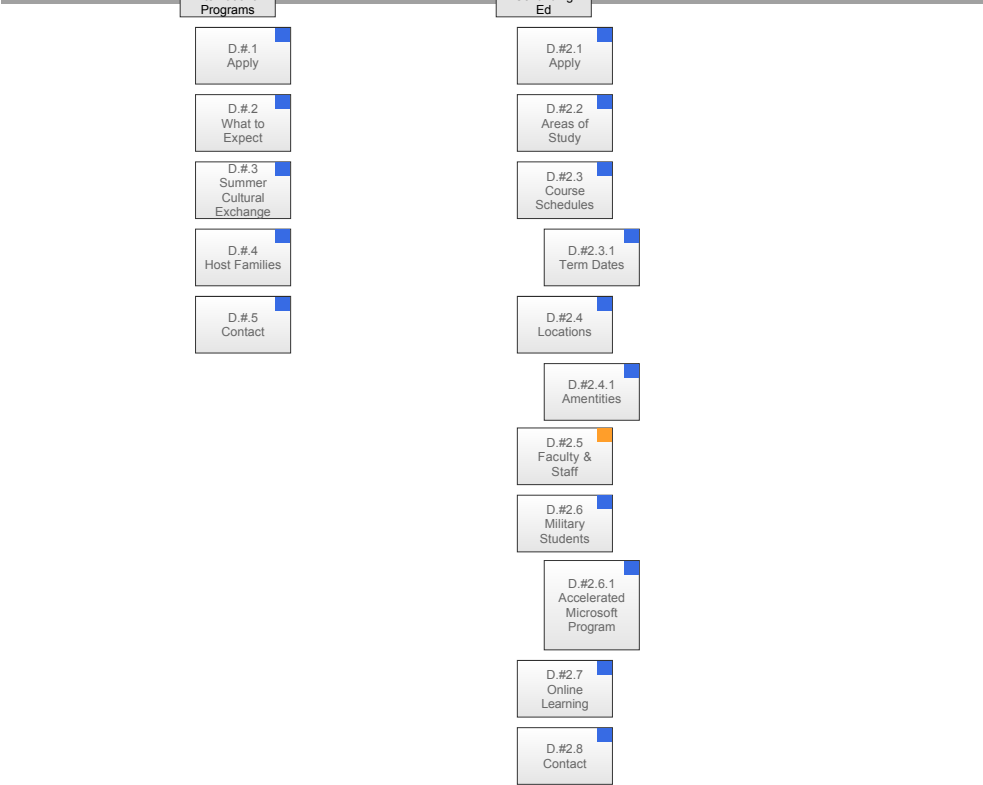 Programs
D.#.1
Apply
D.#.2
What to
Expect
D.#.3
Summer
Cultural
Exchange
D.#.4
Host Families
D.#.5
Contact
Ed
D.#2.1
Apply
D.#2.2
Areas of
Study
D.#2.3
Course
Schedules
D.#2.3.1
Term Dates
D.#2.4
Locations
D.#2.4.1
Amentities
D.#2.5
Faculty &
Staff
D.#2.6
Military
Students
D.#2.6.1
Accelerated
Microsoft
Program
D.#2.7
Online
Learning
D.#2.8
Contact